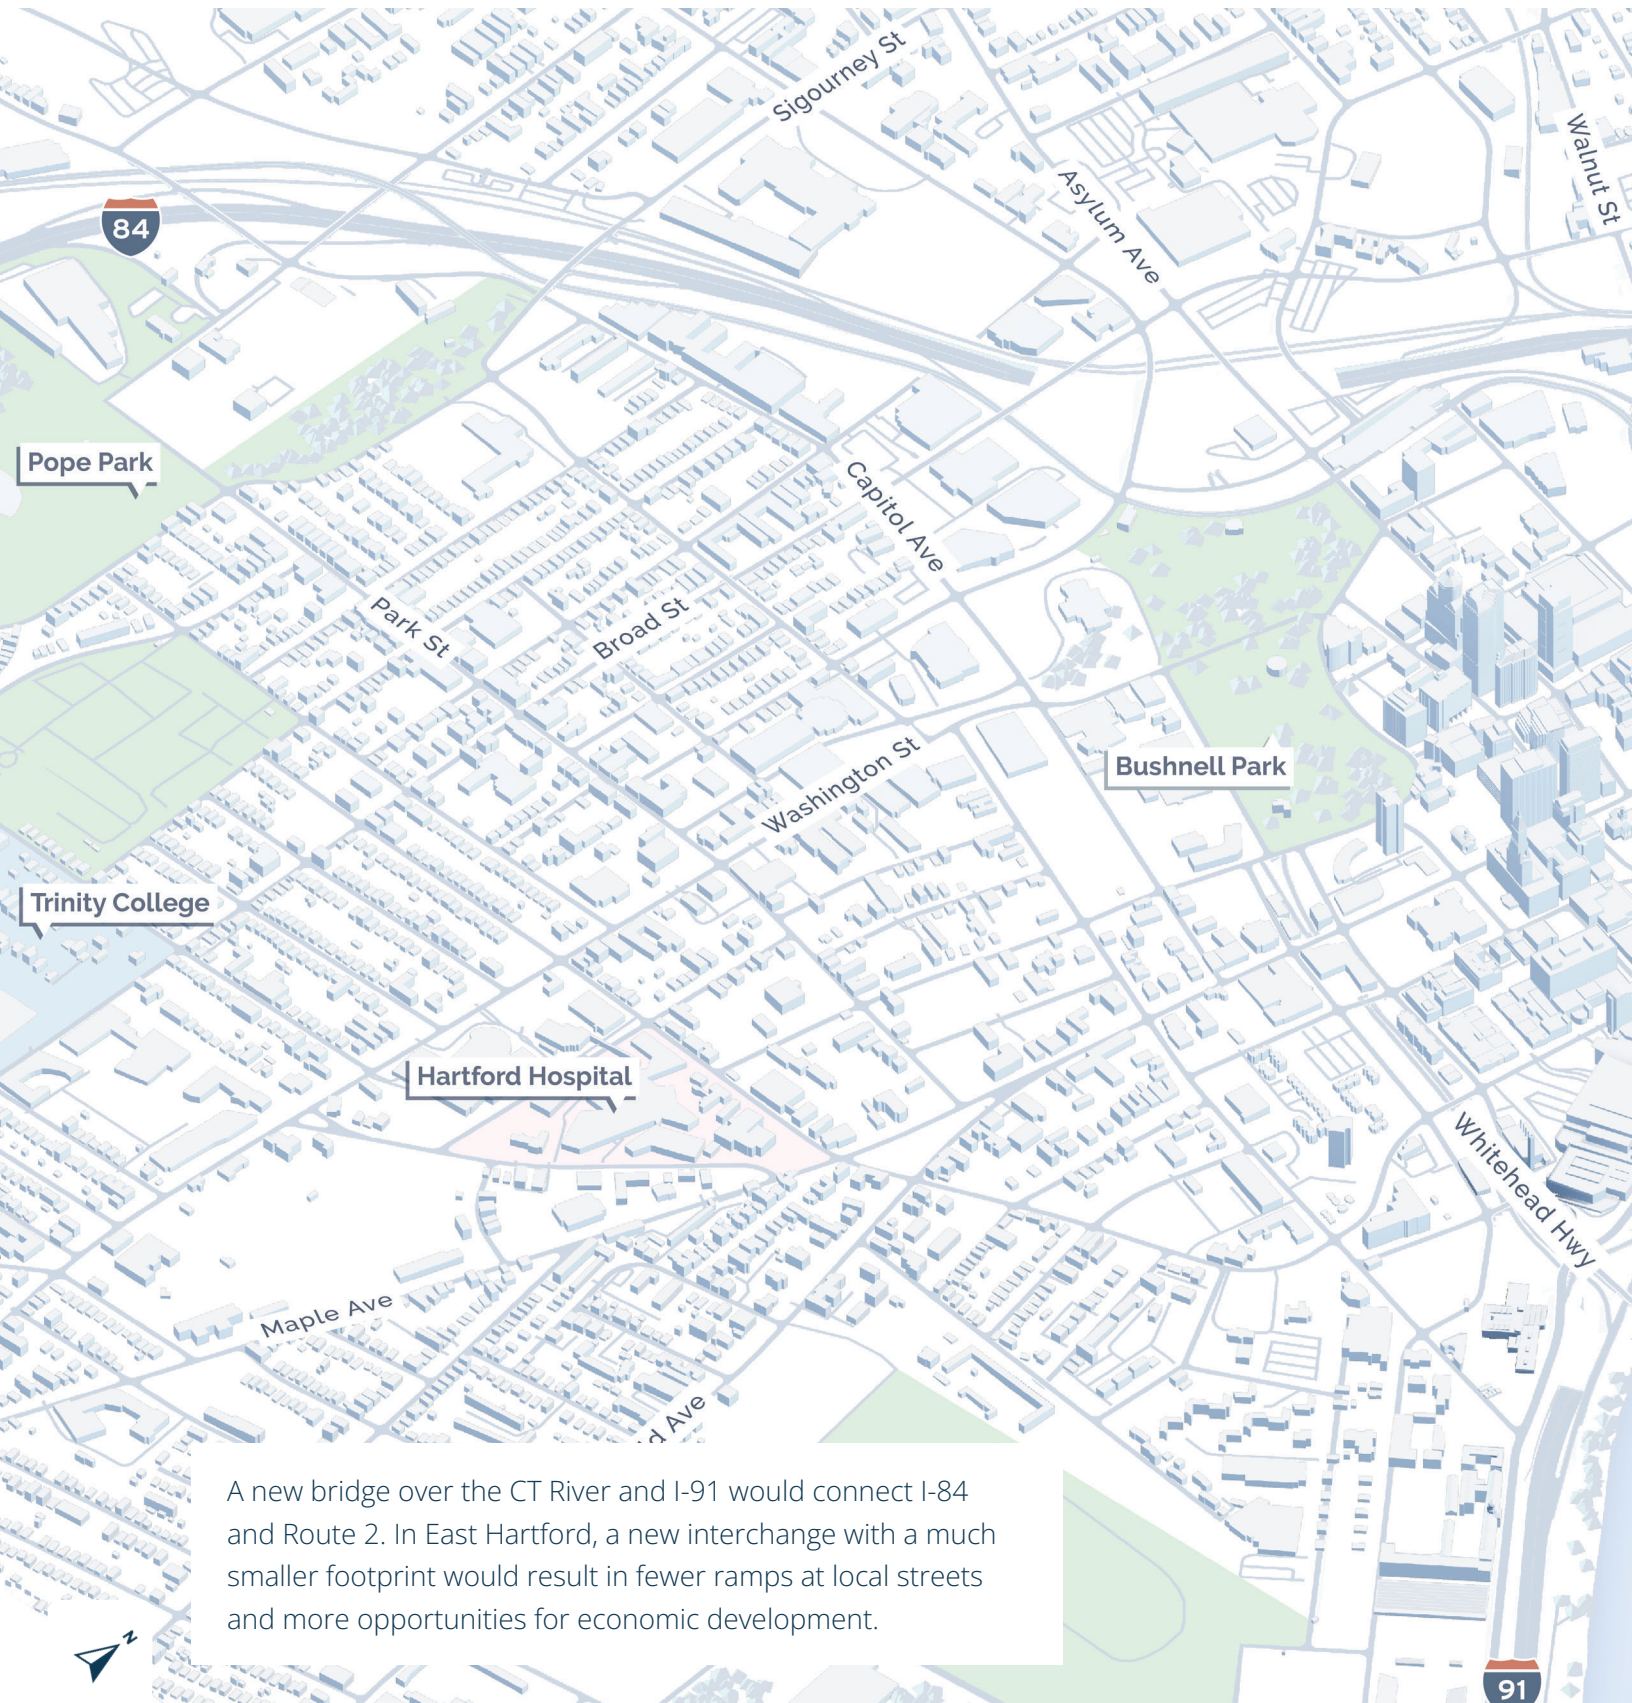 Sigourney St
Walnut St
Asylum Ave
84
Pope Park
Capitol Ave
Park St
Broad St
Washington St
Bushnell Park
Trinity College
Hartford Hospital
Whitehead Hwy
Maple Ave
Ave
A new bridge over the CT River and I-91 would connect I-84
and Route 2. In East Hartford, a new interchange with a much
smaller footprint would result in fewer ramps at local streets
and more opportunities for economic development.
N
91